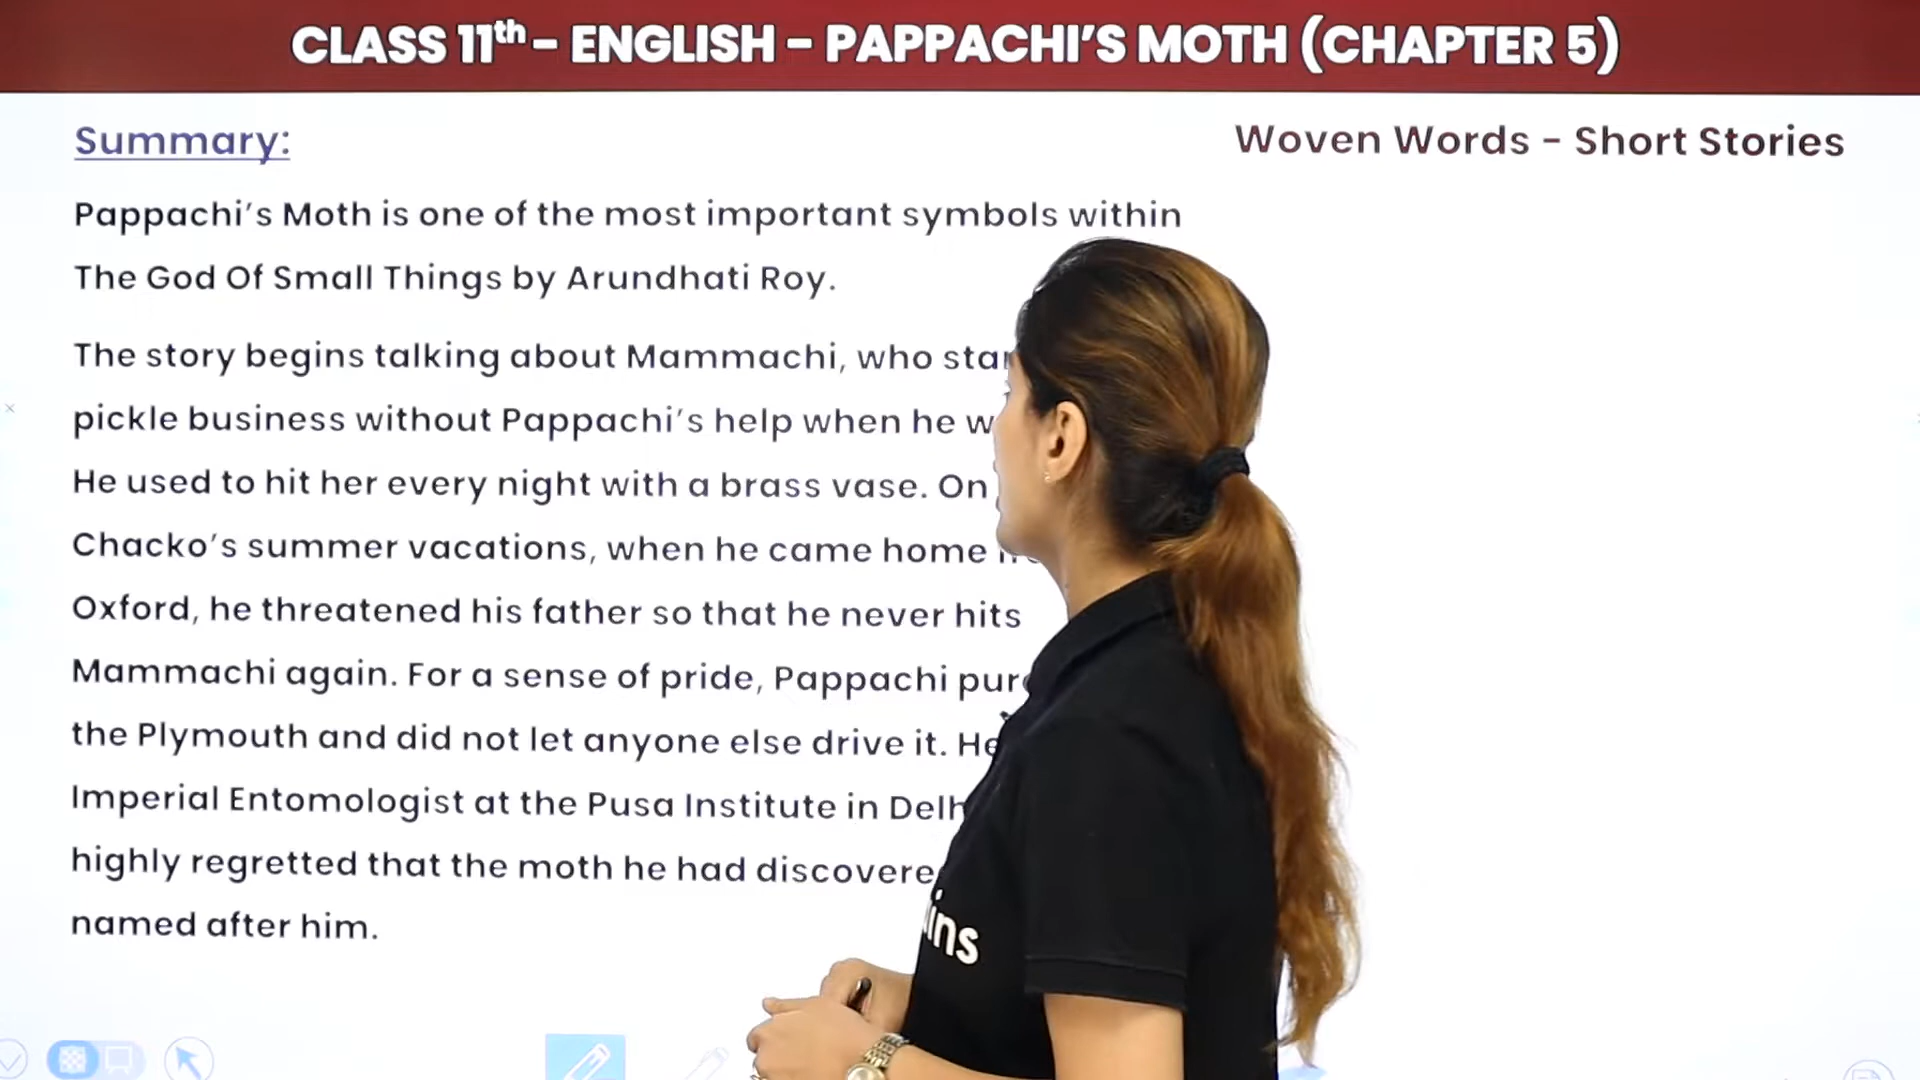 CLASS 11th - ENGLISH - PAPPACHI'S MOTH (CHAPTER 5)
Summary:
Woven Words - Short Stories
Pappachi's Moth is one of the most important symbols within
The God Of Small Things by Arundhati Roy.
The story begins talking about Mammachi, who
pickle business without Pappachi's help when he
He used to hit her every night with a brass vase. On
Chacko's summer vacations, when he came home
Oxford, he threatened his father so that he never hits
Mammachi again. For a sense of pride, Pappachi
the Plymouth and did not let anyone else drive it. He
Imperial Entomologist at the Pusa Institute in
highly regretted that the moth he had
named after him.
ins